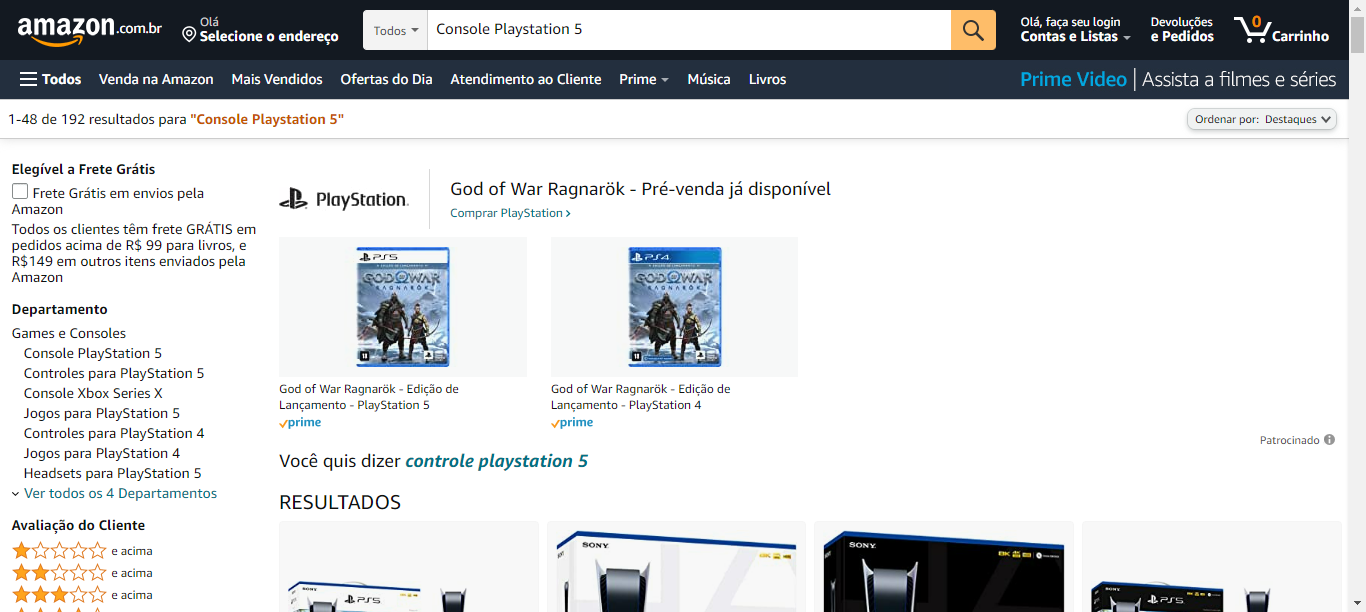 amazon.com.br
Olá
Selecione o endereço
Todos
Console Playstation 5
Olá, faça seu login
Contas e Listas
Devoluções
e Pedidos
0
Carrinho
Todos
Venda na Amazon
Mais Vendidos
Ofertas do Dia
Atendimento ao Cliente
Prime
Música
Livros
Prime Video | Assista a filmes e séries
1-48 de 192 resultados para "Console Playstation 5"
Ordenar por: Destaques
Elegível a Frete Grátis
Frete Grátis em envios pela
Amazon
Todos os clientes têm frete GRÁTIS em
pedidos acima de R$ 99 para livros, e
R$149 em outros itens enviados pela
Amazon
Departamento
Games e Consoles
Console PlayStation 5
Controles para PlayStation 5
Console Xbox Series X
Jogos para PlayStation 5
Controles para PlayStation 4
Jogos para PlayStation 4
Headsets para PlayStation 5
Ver todos os 4 Departamentos
Avaliação do Cliente
e acima
e acima
e acima
PlayStation
God of War Ragnarök - Pré-venda já disponível
Comprar PlayStation
PS5
GOD OF WAR
RAGNARÖK
PS4
GOD OF WAR
RAGNARÖK
God of War Ragnarök - Edição de
Lançamento - PlayStation 5
prime
God of War Ragnarök - Edição de
Lançamento - PlayStation 4
prime
Patrocinado
Você quis dizer controle playstation 5
RESULTADOS
SONY
PS5
SONY
SONY
PS5